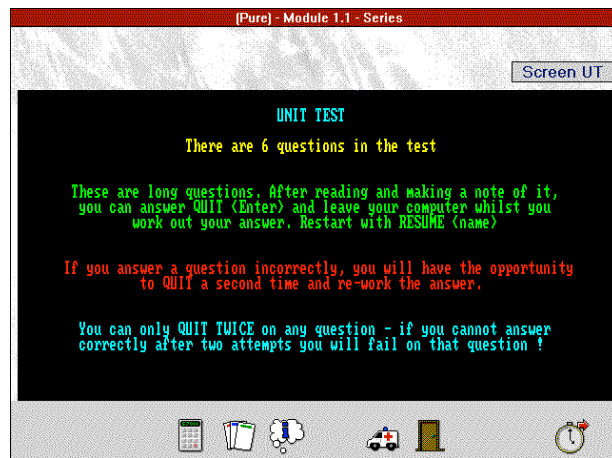 (Pure) - Module 1.1 - Series
Screen UT
UNIT TEST
There are 6 questions in the test
These are long questions. After reading and making a note of it,
you can answer QUIT <Enter> and leave your computer whilst you
work out your answer. Restart with RESUME <name>
If you answer a question incorrectly, you will have the opportunity
to QUIT a second time and re-work the answer.
You can only QUIT TWICE on any question - if you cannot answer
correctly after two attempts you will fail on that question !